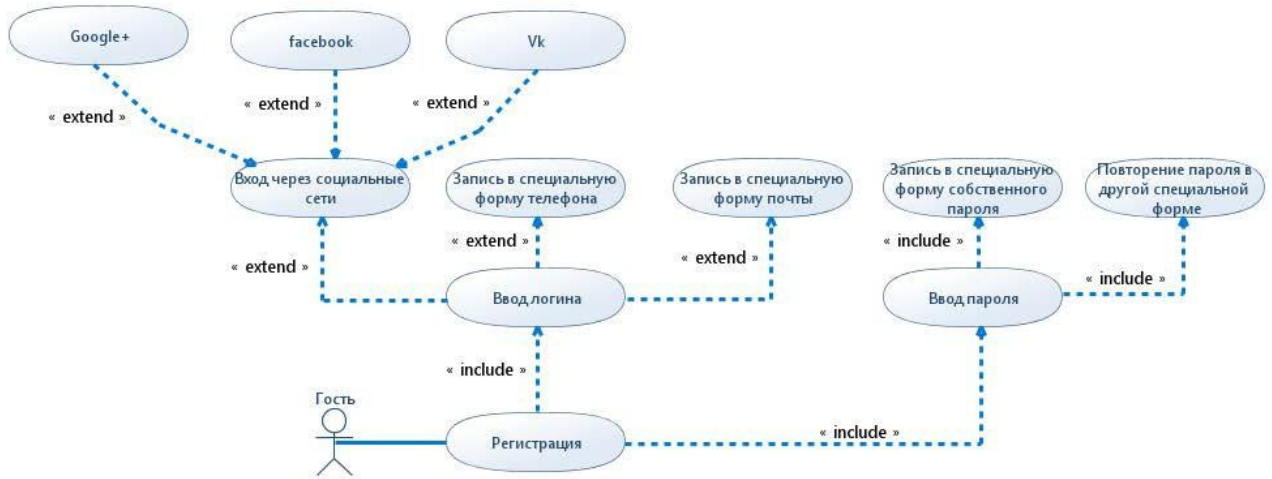 Google+
facebook
Vk
« extend »
« extend »
« extend »
Вход через социальные
сети
Запись в специальную
форму телефона
Запись в специальную
форму почты
Запись в специальную
форму собственного
пароля
Повторение пароля в
другой специальной
форме
« extend »
« extend »
« extend »
« include »
« include »
Ввод логина
Ввод пароля
« include »
« include »
Гость
Регистрация